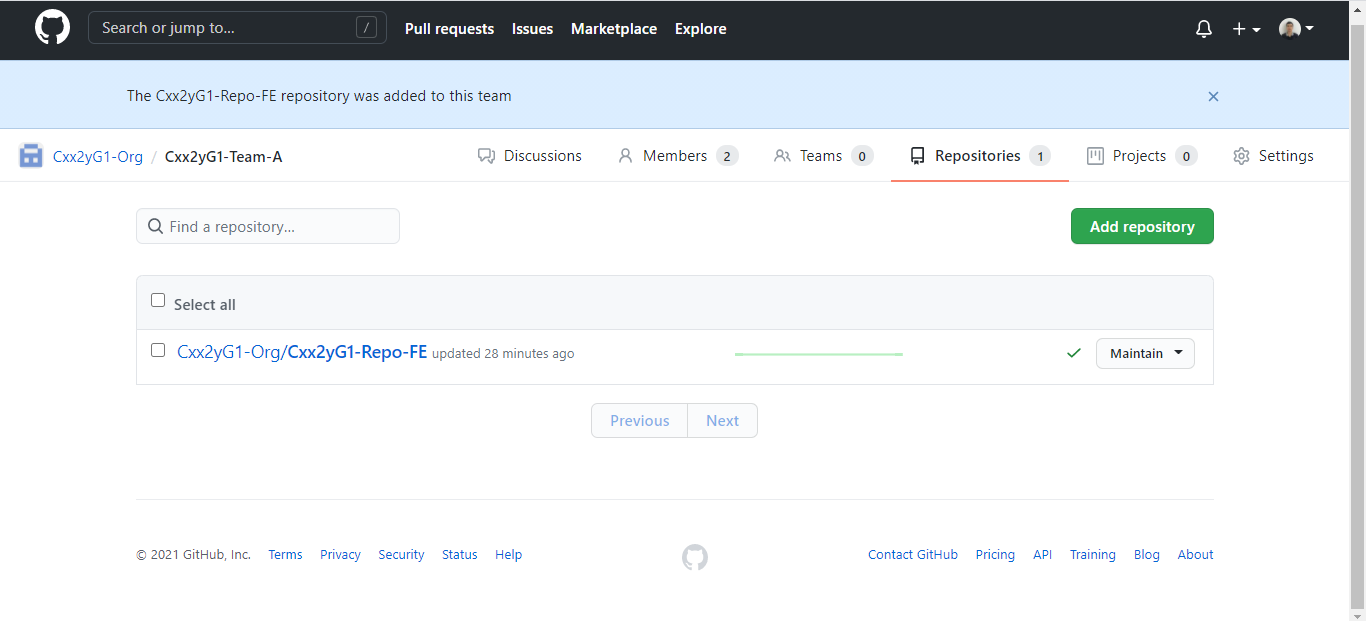 Search or jump to... /
Pull requests Issues Marketplace Explore
The Cxx2yG1-Repo-FE repository was added to this team
Cxx2yG1-Org / Cxx2yG1-Team-A
Discussions Members 2 Teams 0 Repositories 1 Projects 0 Settings
Find a repository...
Add repository
Select all
Cxx2yG1-Org/Cxx2yG1-Repo-FE updated 28 minutes ago
Maintain
Previous Next
© 2021 GitHub, Inc. Terms Privacy Security Status Help
Contact GitHub Pricing API Training Blog About